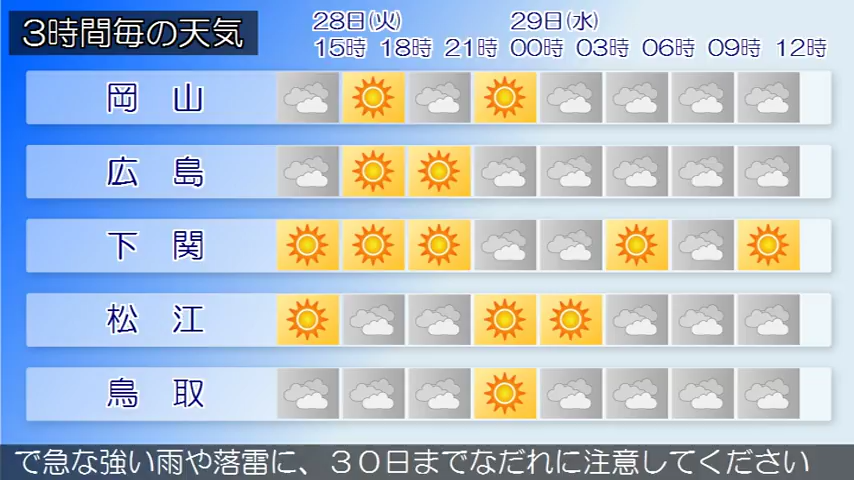 3時間毎の天気
28日(火) 29日(水)
15時 18時 21時 00時 03時 06時 09時 12時
岡 山
広 島
下 関
松 江
鳥 取
で急な強い雨や落雷に、30日までなだれに注意してください